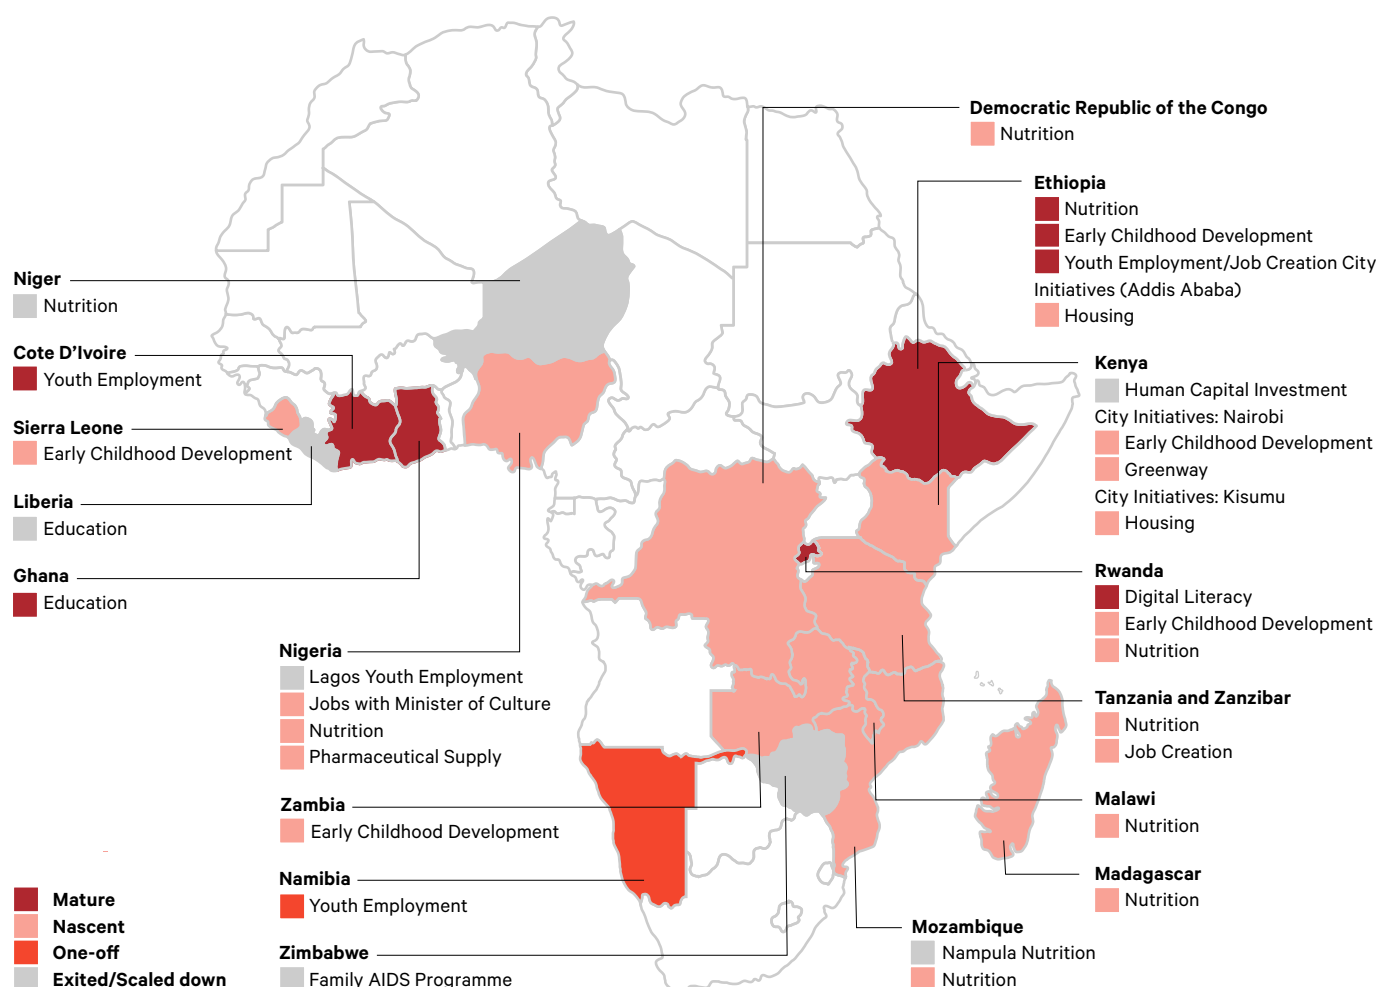 Democratic Republic of the Congo
Nutrition
Ethiopia
Nutrition
Early Childhood Development
Youth Employment/Job Creation City
Initiatives (Addis Ababa)
Housing
Niger
Nutrition
Cote D’Ivoire
Youth Employment
Sierra Leone
Early Childhood Development
Liberia
Education
Ghana
Education
Kenya
Human Capital Investment
City Initiatives: Nairobi
Early Childhood Development
Greenway
City Initiatives: Kisumu
Housing
Rwanda
Digital Literacy
Early Childhood Development
Nutrition
Nigeria
Lagos Youth Employment
Jobs with Minister of Culture
Nutrition
Pharmaceutical Supply
Tanzania and Zanzibar
Nutrition
Job Creation
Zambia
Early Childhood Development
Malawi
Nutrition
Namibia
Youth Employment
Madagascar
Nutrition
Zimbabwe
Family AIDS Programme
Mozambique
Nampula Nutrition
Nutrition
Mature
Nascent
One-off
Exited/Scaled down